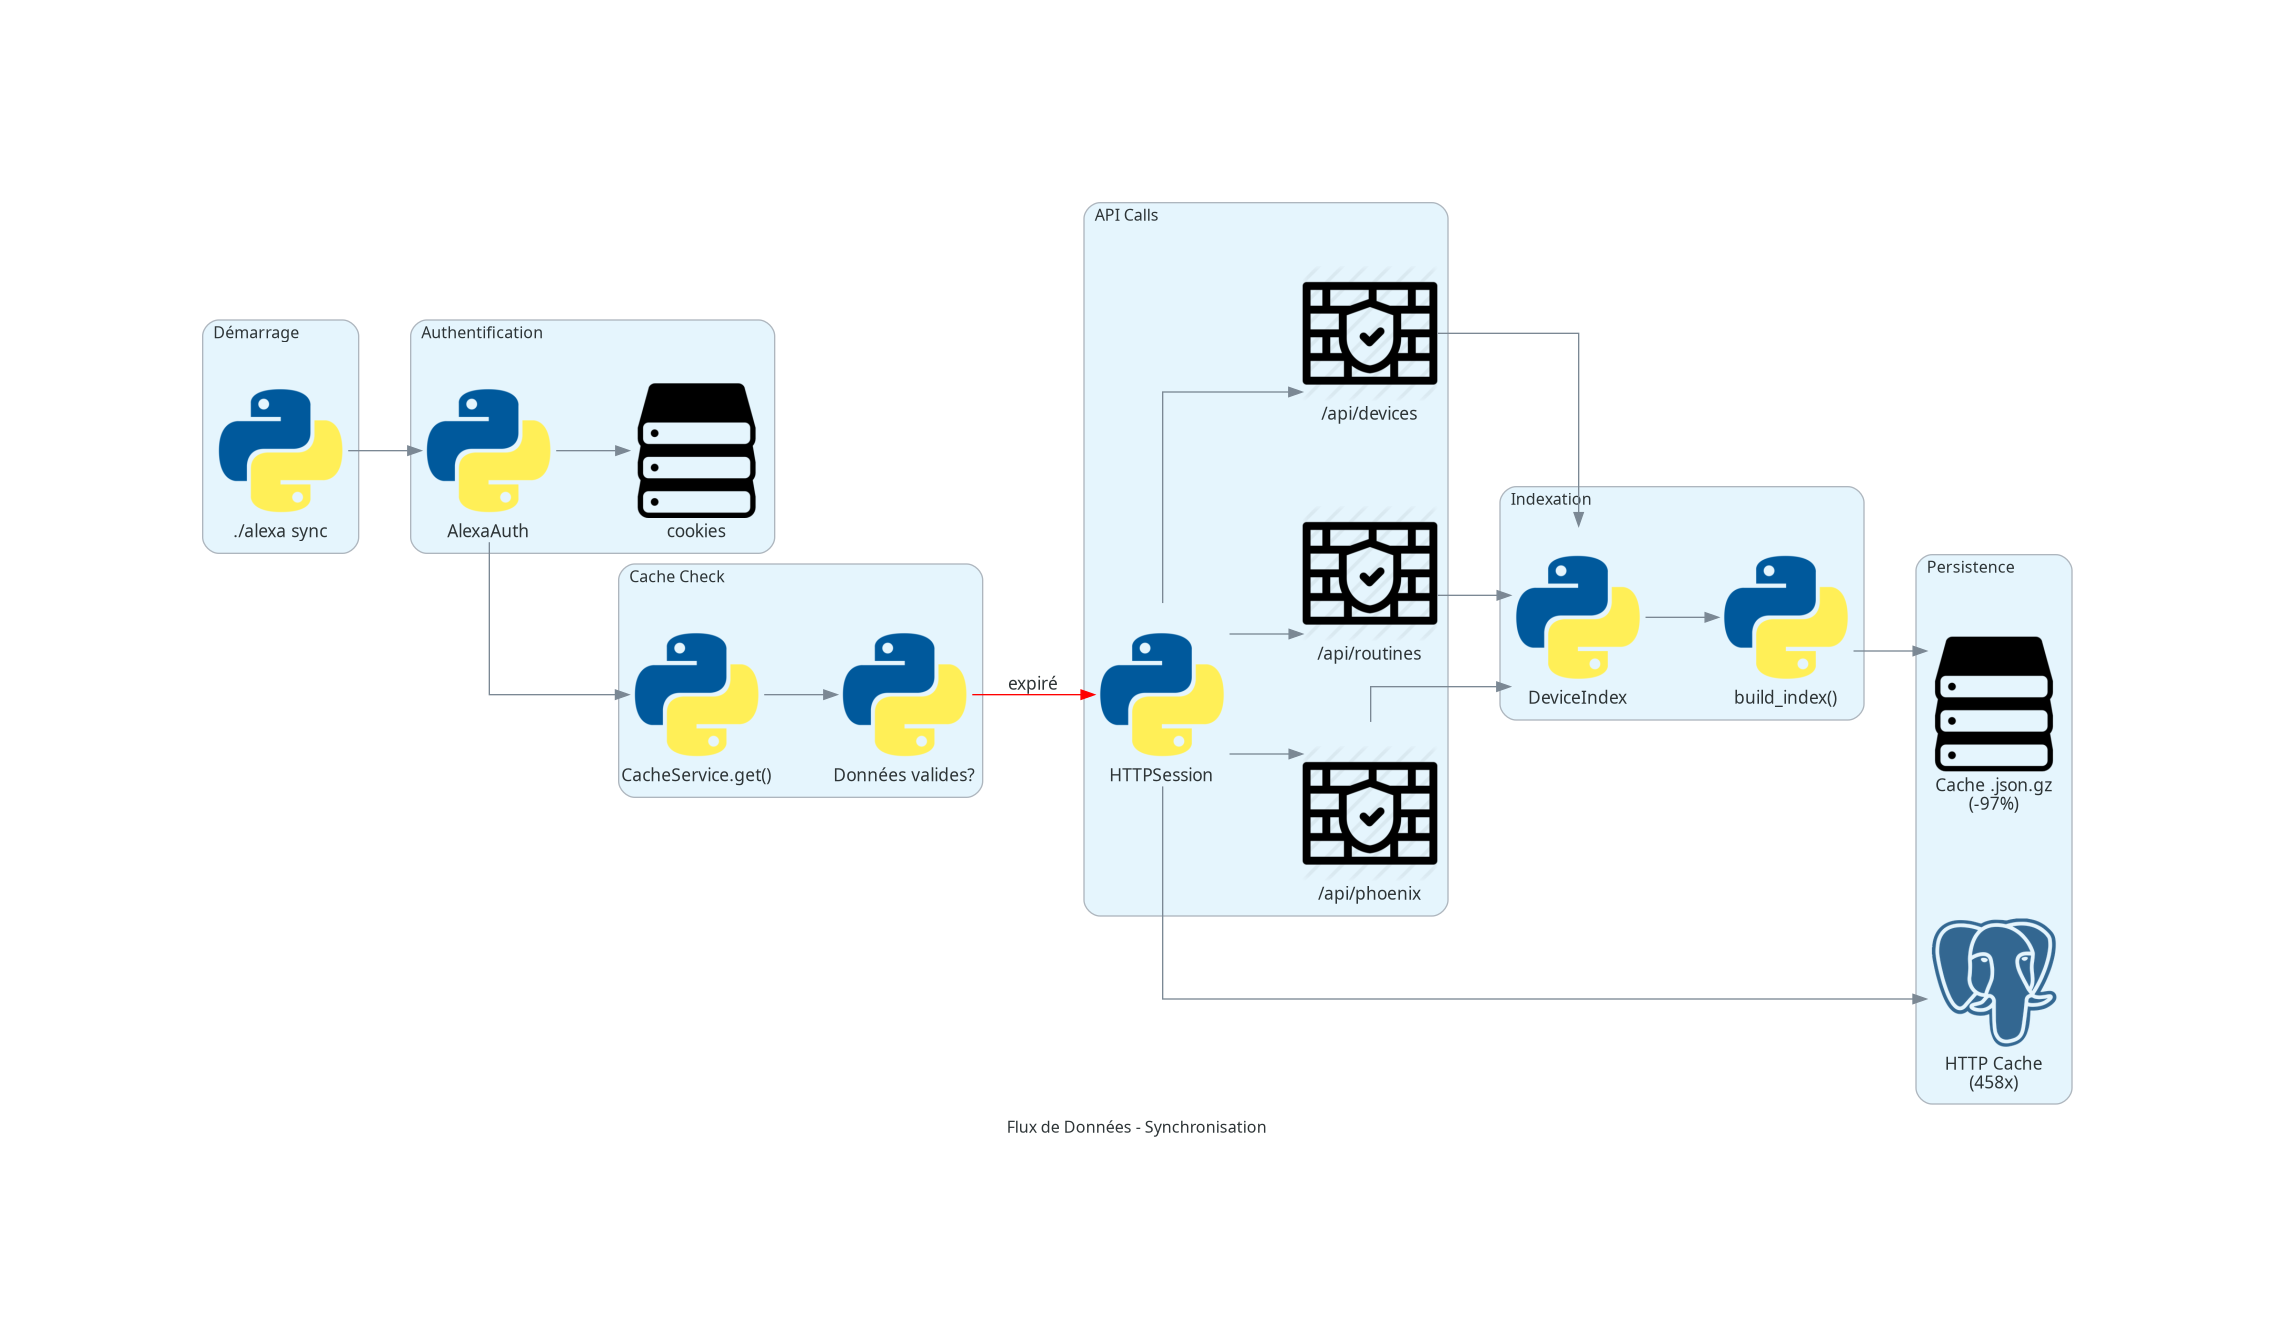 Démarrage
./alexa sync
Authentification
AlexaAuth
cookies
Cache Check
CacheService.get()
Données valides?
expiré
API Calls
HTTPSession
/api/devices
/api/routines
/api/phoenix
Indexation
DeviceIndex
build_index()
Persistence
Cache .json.gz
(-97%)
HTTP Cache
(458x)
Flux de Données - Synchronisation